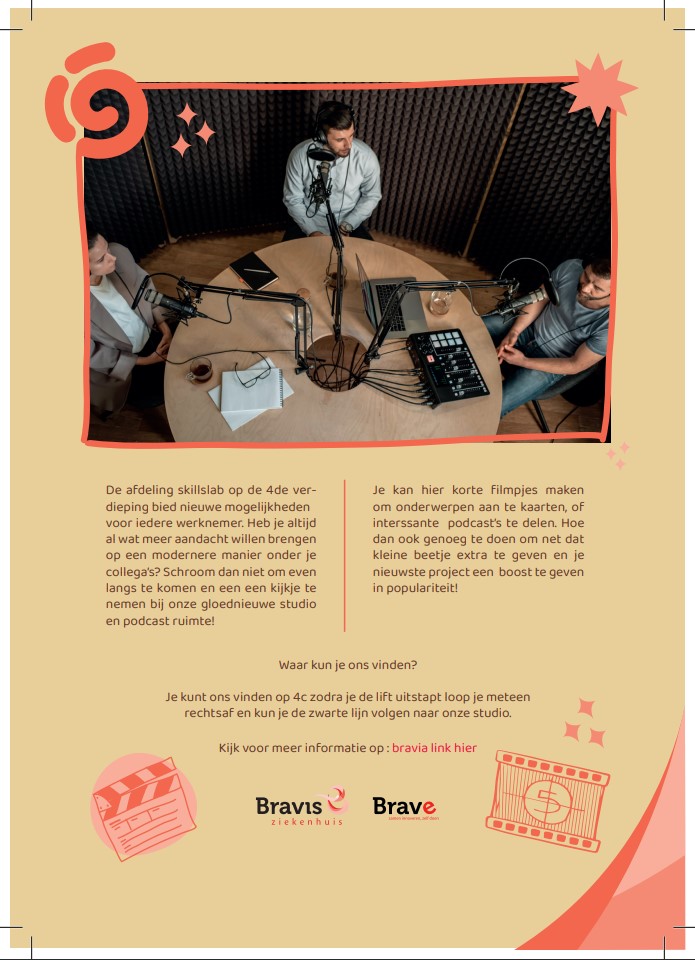 De afdeling skillslab op de 4de ver-
dieping bied nieuwe mogelijkheden
voor iedere werknemer. Heb je altijd
al wat meer aandacht willen brengen
op een modernere manier onder je
collega's? Schroom dan niet om even
langs te komen en een een kijkje te
nemen bij onze gloednieuwe studio
en podcast ruimte!
Je kan hier korte filmpjes maken
om onderwerpen aan te kaarten, of
interssante podcast's te delen. Hoe
dan ook genoeg te doen om net dat
kleine beetje extra te geven en je
nieuwste project een boost te geven
in populariteit!
Waar kun je ons vinden?
Je kunt ons vinden op 4c zodra je de lift uitstapt loop je meteen
rechtsaf en kun je de zwarte lijn volgen naar onze studio.
Kijk voor meer informatie op : bravia link hier
Bravis
ziekenhuis
Brave
5